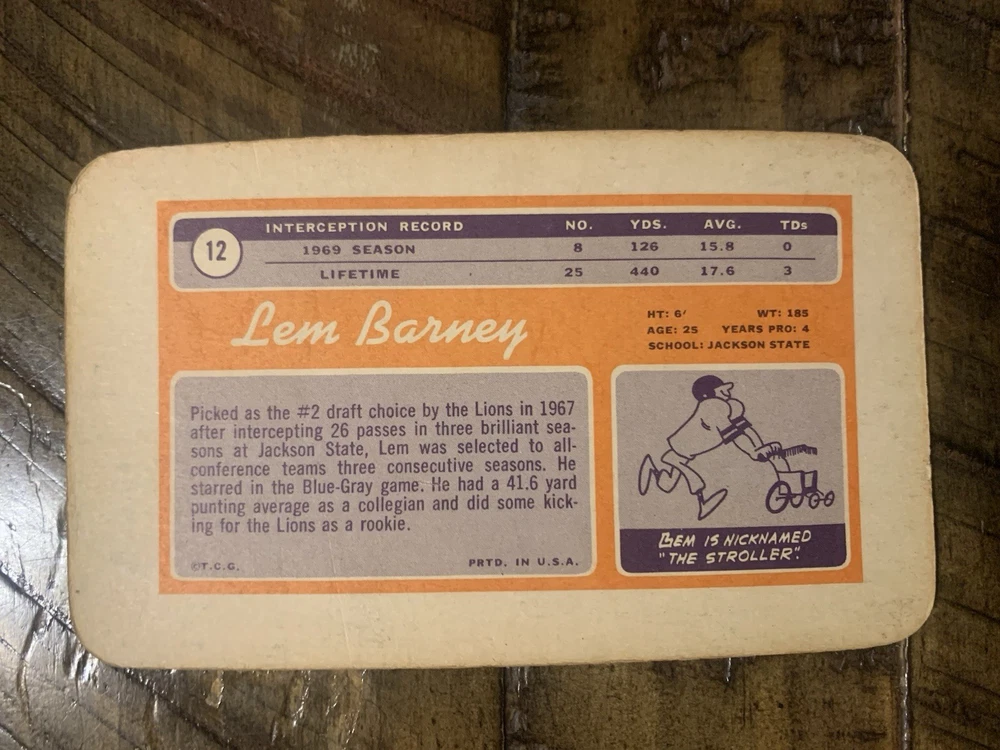 12
INTERCEPTION RECORD NO. YDS. AVG. TDs
1969 SEASON 8 126 15.8 0
LIFETIME 25 440 17.6 3
Lem Barney
HT: 6' WT: 185
AGE: 25 YEARS PRO: 4
SCHOOL: JACKSON STATE
Picked as the #2 draft choice by the Lions in 1967
after intercepting 26 passes in three brilliant sea-
sons at Jackson State, Lem was selected to all-
conference teams three consecutive seasons. He
starred in the Blue-Gray game. He had a 41.6 yard
punting average as a collegian and did some kick-
ing for the Lions as a rookie.
©T.C.G. PRTD. IN U.S.A.
LEM IS NICKNAMED
"THE STROLLER".